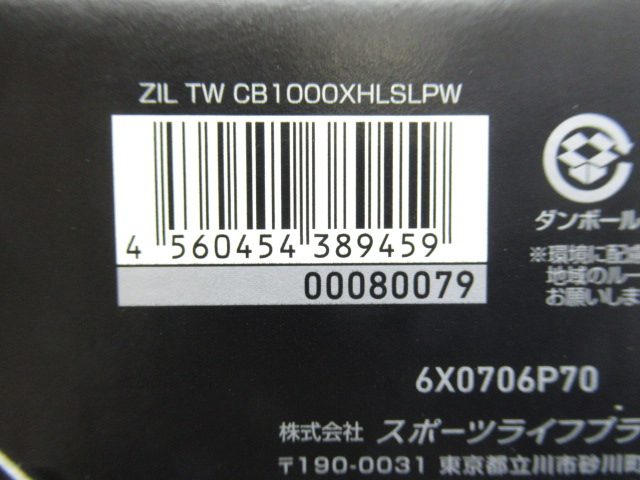 ZIL TW CB1000XHLSLPW
4 560454 389459
00080079
ダンボール
※環境に配慮
地域のルー
お願いしま
6X0706P70
株式会社 スポーツライフプラ
〒190-0031 東京都立川市砂川町